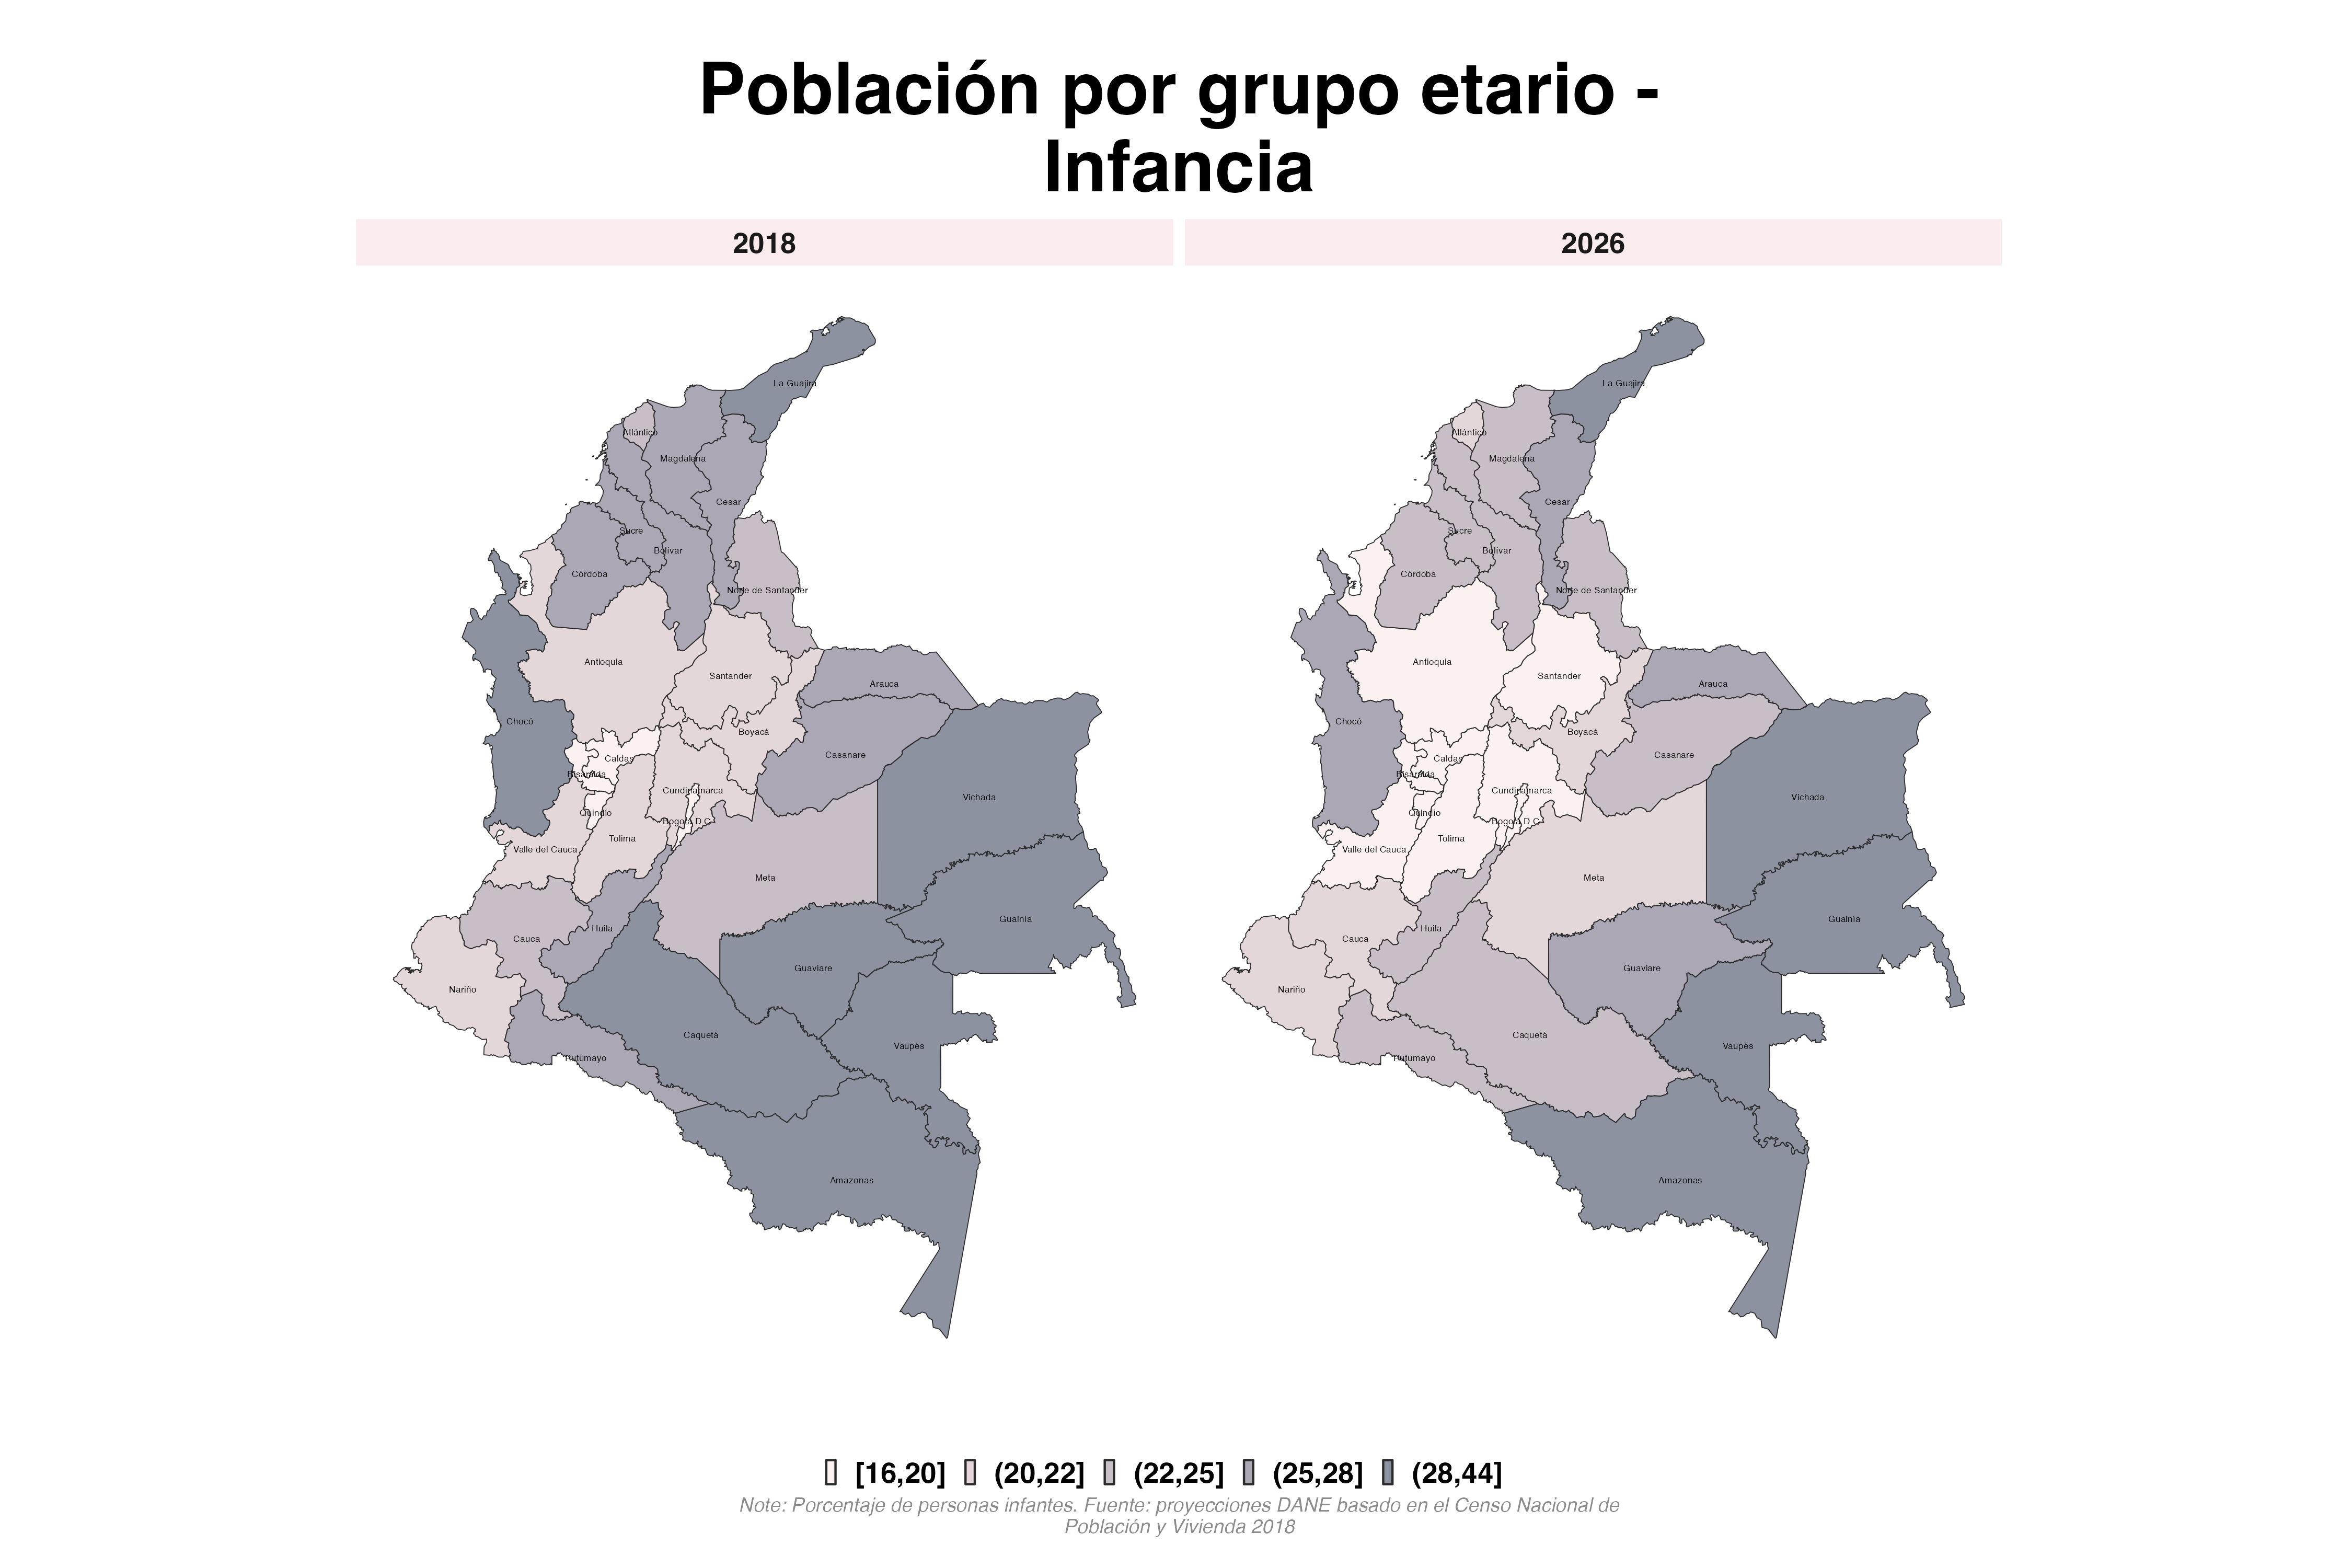 Población por grupo etario -
Infancia
2018
2026
La Guajira
Atlántico
Magdalena
Cesar
Sucre
Bolívar
Córdoba
Norte de Santander
Antioquia
Santander
Arauca
Chocó
Boyacá
Casanare
Caldas
Risaralda
Cundinamarca
Vichada
Quindío
Bogotá D.C.
Tolima
Valle del Cauca
Meta
Guainía
Huila
Cauca
Guaviare
Nariño
Caquetá
Vaupés
Putumayo
Amazonas
La Guajira
Atlántico
Magdalena
Cesar
Sucre
Bolívar
Córdoba
Norte de Santander
Antioquia
Santander
Arauca
Chocó
Boyacá
Casanare
Caldas
Risaralda
Cundinamarca
Vichada
Quindío
Bogotá D.C.
Tolima
Valle del Cauca
Meta
Guainía
Huila
Cauca
Guaviare
Nariño
Caquetá
Vaupés
Putumayo
Amazonas
[16,20] (20,22] (22,25] (25,28] (28,44]
Note: Porcentaje de personas infantes. Fuente: proyecciones DANE basado en el Censo Nacional de
Población y Vivienda 2018